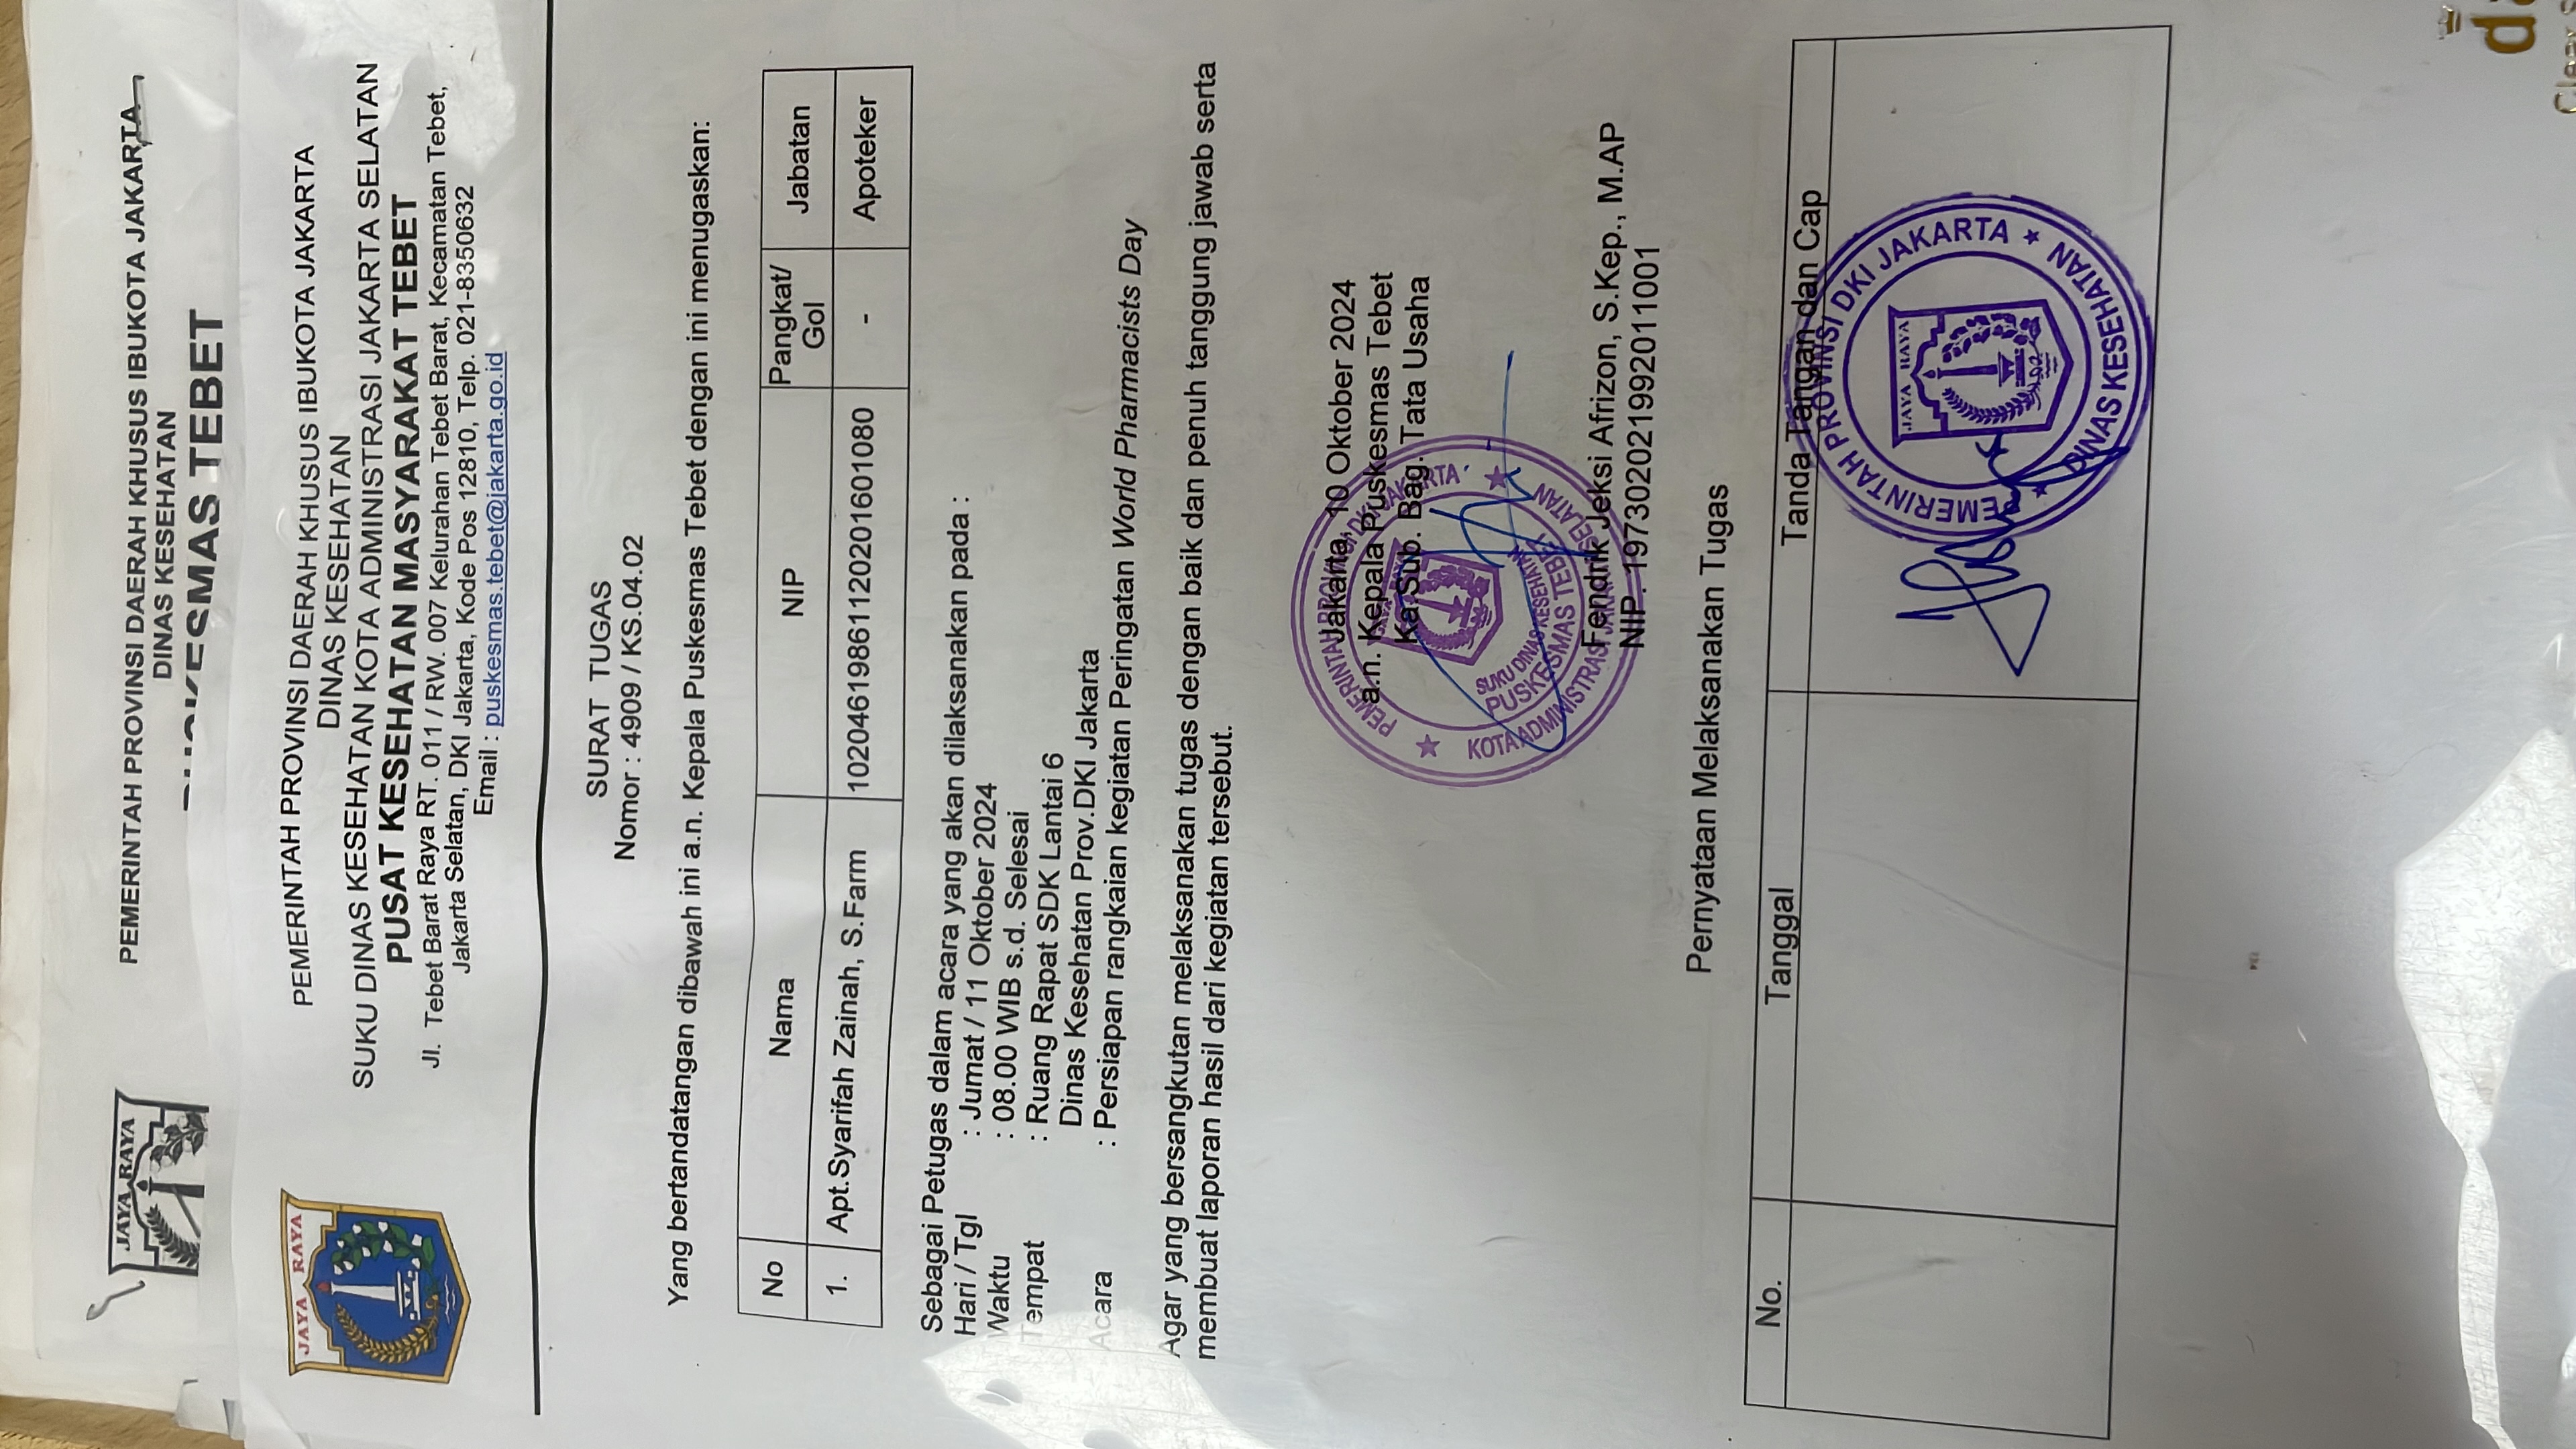 JAYA RAYA
PEMERINTAH PROVINSI DAERAH KHUSUS IBUKOTA JAKARTA
DINAS KESEHATAN
PUSKESMAS TEBET
JAYA RAYA
PEMERINTAH PROVINSI DAERAH KHUSUS IBUKOTA JAKARTA
DINAS KESEHATAN
SUKU DINAS KESEHATAN KOTA ADMINISTRASI JAKARTA SELATAN
PUSAT KESEHATAN MASYARAKAT TEBET
Jl. Tebet Barat Raya RT. 011 / RW. 007 Kelurahan Tebet Barat, Kecamatan Tebet,
Jakarta Selatan, DKI Jakarta, Kode Pos 12810, Telp. 021-8350632
Email : puskesmas.tebet@jakarta.go.id
SURAT TUGAS
Nomor : 4909 / KS.04.02
Yang bertandatangan dibawah ini a.n. Kepala Puskesmas Tebet dengan ini menugaskan:
No Nama NIP Pangkat/ Gol Jabatan
1. Apt.Syarifah Zainah, S.Farm 10204619861120201601080 - Apoteker
Sebagai Petugas dalam acara yang akan dilaksanakan pada :
Hari / Tgl : Jumat / 11 Oktober 2024
Waktu : 08.00 WIB s.d. Selesai
Tempat : Ruang Rapat SDK Lantai 6
Dinas Kesehatan Prov.DKI Jakarta
Acara : Persiapan rangkaian kegiatan Peringatan World Pharmacists Day
Agar yang bersangkutan melaksanakan tugas dengan baik dan penuh tanggung jawab serta
membuat laporan hasil dari kegiatan tersebut.
Jakarta, 10 Oktober 2024
a.n. Kepala Puskesmas Tebet
Ka.Sub. Bag. Tata Usaha
PEMERINTAH PROVINSI DKI JAKARTA
SUKU DINAS KESEHATAN
PUSKESMAS TEBET
KOTA ADMINISTRASI JAKARTA SELATAN
Fendrik Jeksi Afrizon, S.Kep., M.AP
NIP. 197302021992011001
Pernyataan Melaksanakan Tugas
No. Tanggal Tanda Tangan dan Cap
PEMERINTAH PROVINSI DKI JAKARTA
JAYA RAYA
DINAS KESEHATAN